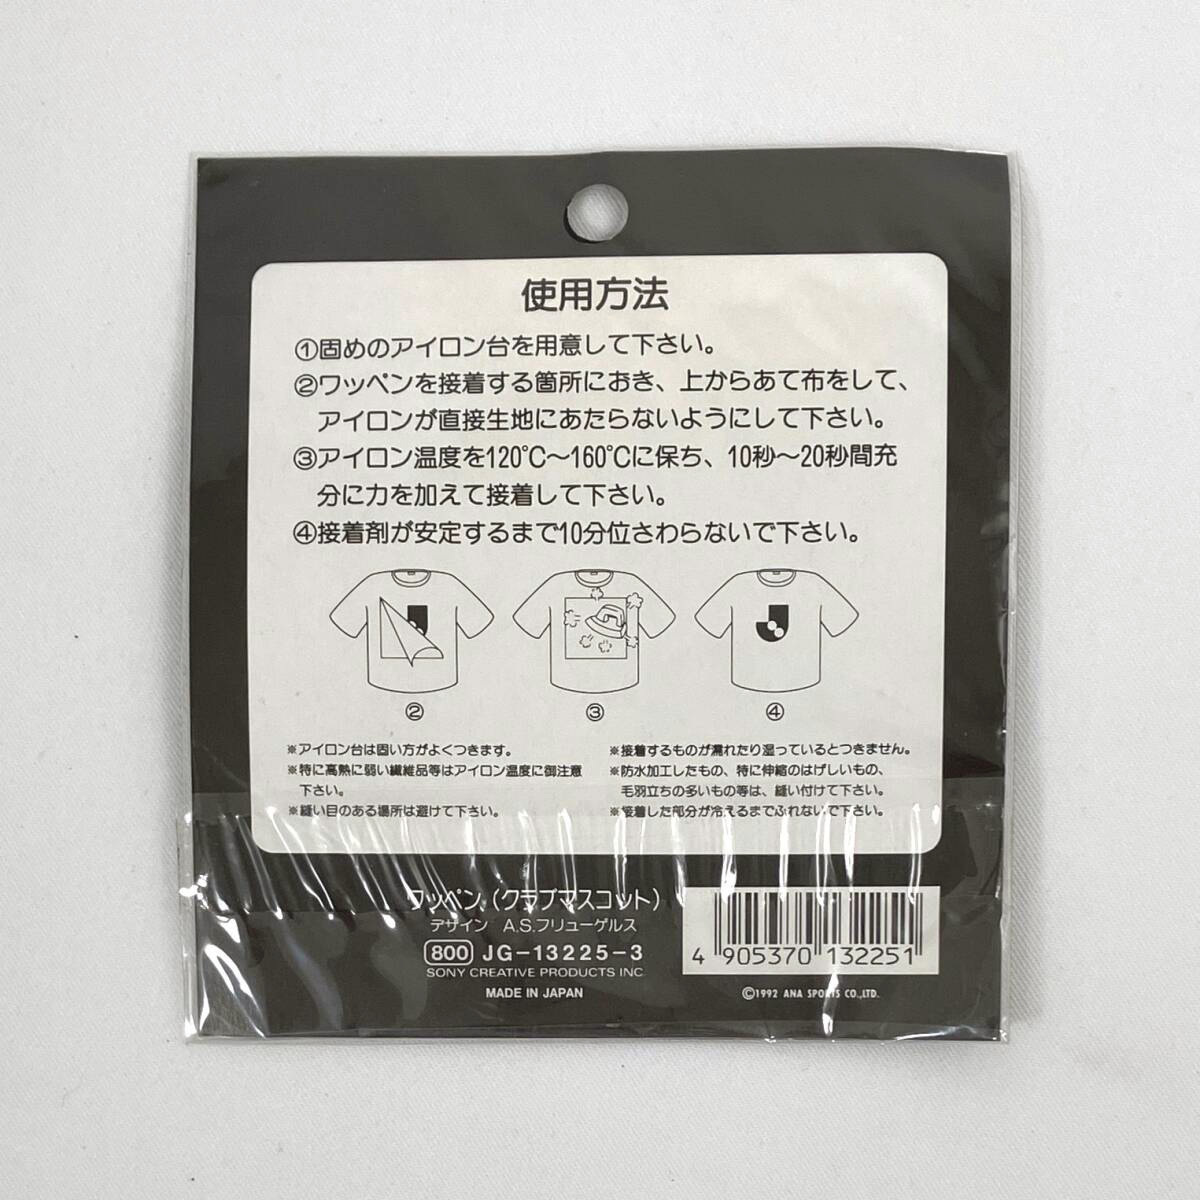 使用方法
①固めのアイロン台を用意して下さい。
②ワッペンを接着する箇所におき、上からあて布をして、
アイロンが直接生地にあたらないようにして下さい。
③アイロン温度を120℃～160℃に保ち、10秒～20秒間充
分に力を加えて接着して下さい。
④接着剤が安定するまで10分位さわらないで下さい。
② ③ ④
※アイロン台は固い方がよくつきます。
※特に高熱に弱い繊維品等はアイロン温度に御注意
下さい。
※縫い目のある場所は避けて下さい。
※接着するものが濡れたり湿っているとつきません。
※防水加工したもの、特に伸縮のはげしいもの、
毛羽立ちの多いもの等は、縫い付けて下さい。
※接着した部分が冷えるまでふれないで下さい。
ワッペン（クラブマスコット）
デザイン A.S.フリューゲルス
800 JG-13225-3
SONY CREATIVE PRODUCTS INC.
MADE IN JAPAN
4 905370 132251
©1992 ANA SPORTS CO.,LTD.